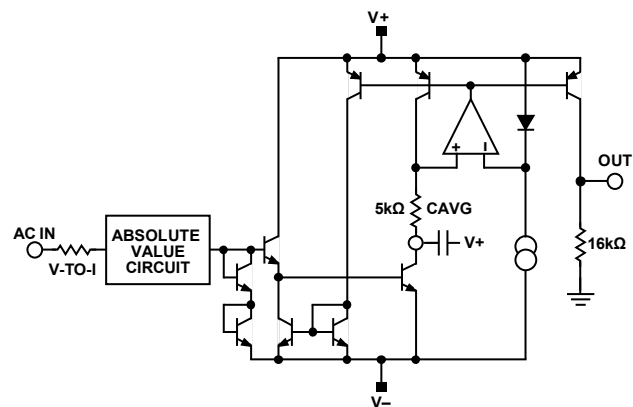 V+
+ −
OUT
5kΩ CAVG
V+
16kΩ
AC IN
V-TO-I
ABSOLUTE
VALUE
CIRCUIT
V–